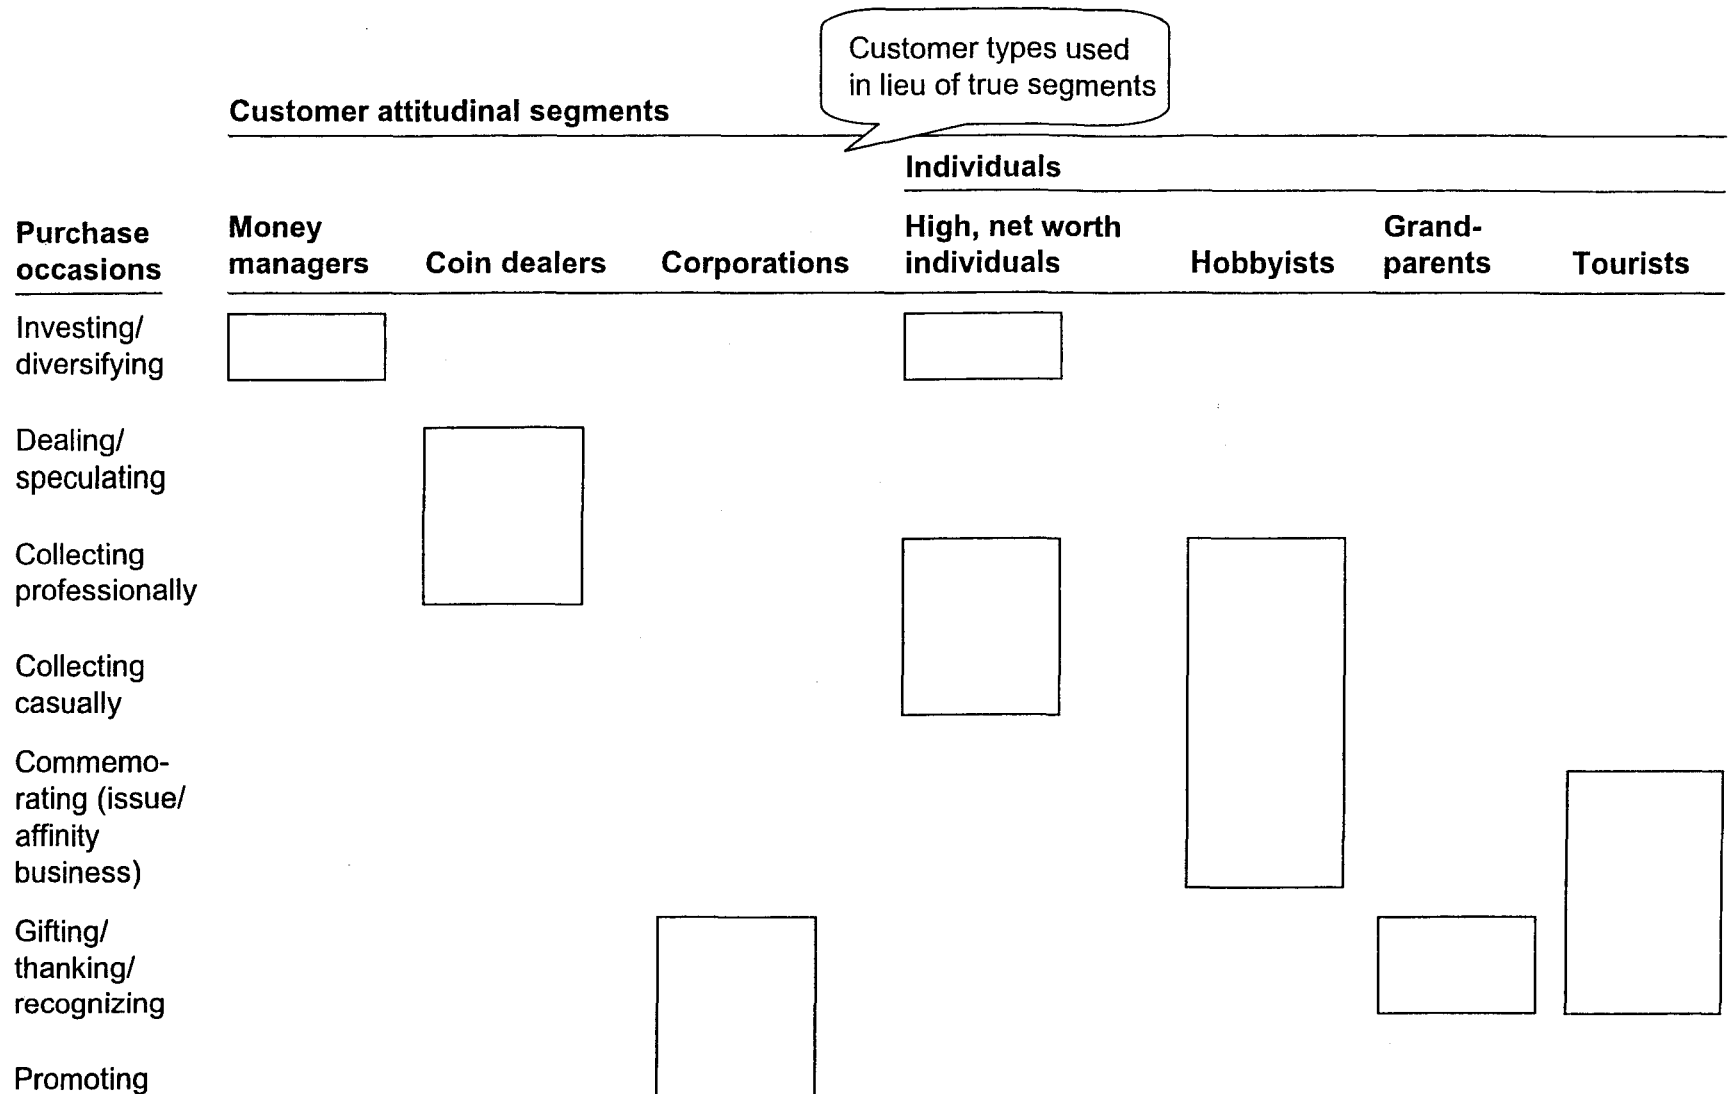 Customer types used
in lieu of true segments
Customer attitudinal segments
Individuals
Purchase
occasions
Money
managers
Coin dealers
Corporations
High, net worth
individuals
Hobbyists
Grand-
parents
Tourists
Investing/
diversifying
Dealing/
speculating
Collecting
professionally
Collecting
casually
Commemo-
rating (issue/
affinity
business)
Gifting/
thanking/
recognizing
Promoting